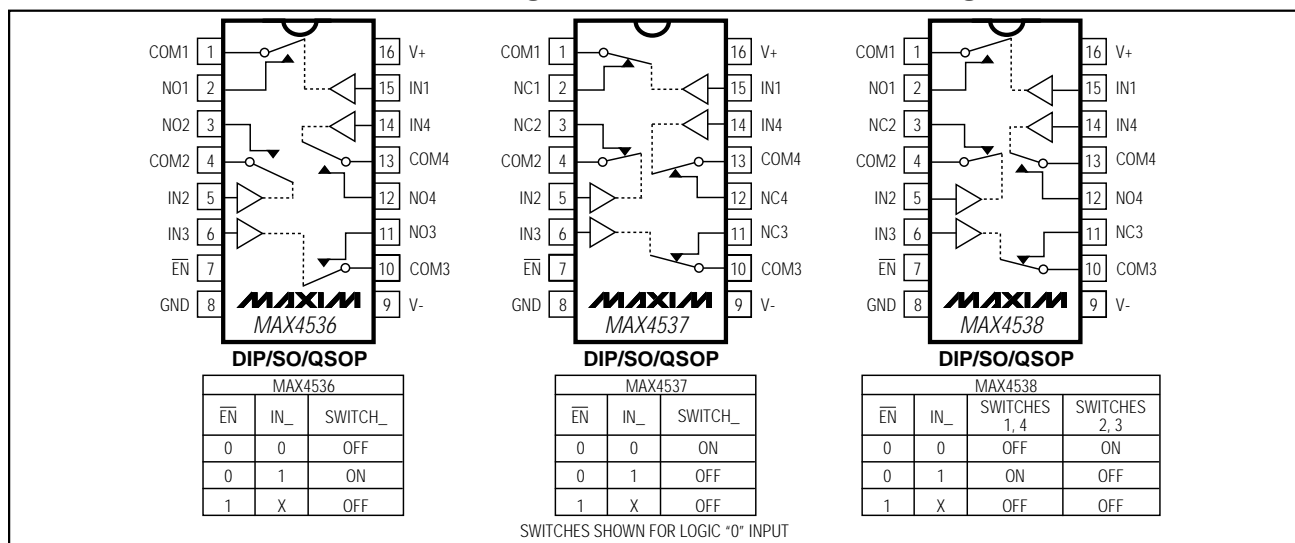 COM1 1
NO1 2
NO2 3
COM2 4
IN2 5
IN3 6
EN 7
GND 8
16 V+
15 IN1
14 IN4
13 COM4
12 NO4
11 NO3
10 COM3
9 V-
MAXIM
MAX4536
DIP/SO/QSOP
COM1 1
NC1 2
NC2 3
COM2 4
IN2 5
IN3 6
EN 7
GND 8
16 V+
15 IN1
14 IN4
13 COM4
12 NC4
11 NC3
10 COM3
9 V-
MAXIM
MAX4537
DIP/SO/QSOP
COM1 1
NO1 2
NC2 3
COM2 4
IN2 5
IN3 6
EN 7
GND 8
16 V+
15 IN1
14 IN4
13 COM4
12 NO4
11 NC3
10 COM3
9 V-
MAXIM
MAX4538
DIP/SO/QSOP
MAX4536
EN IN_ SWITCH_
0 0 OFF
0 1 ON
1 X OFF
MAX4537
EN IN_ SWITCH_
0 0 ON
0 1 OFF
1 X OFF
MAX4538
EN IN_ SWITCHES 1, 4 SWITCHES 2, 3
0 0 OFF ON
0 1 ON OFF
1 X OFF OFF
SWITCHES SHOWN FOR LOGIC "0" INPUT